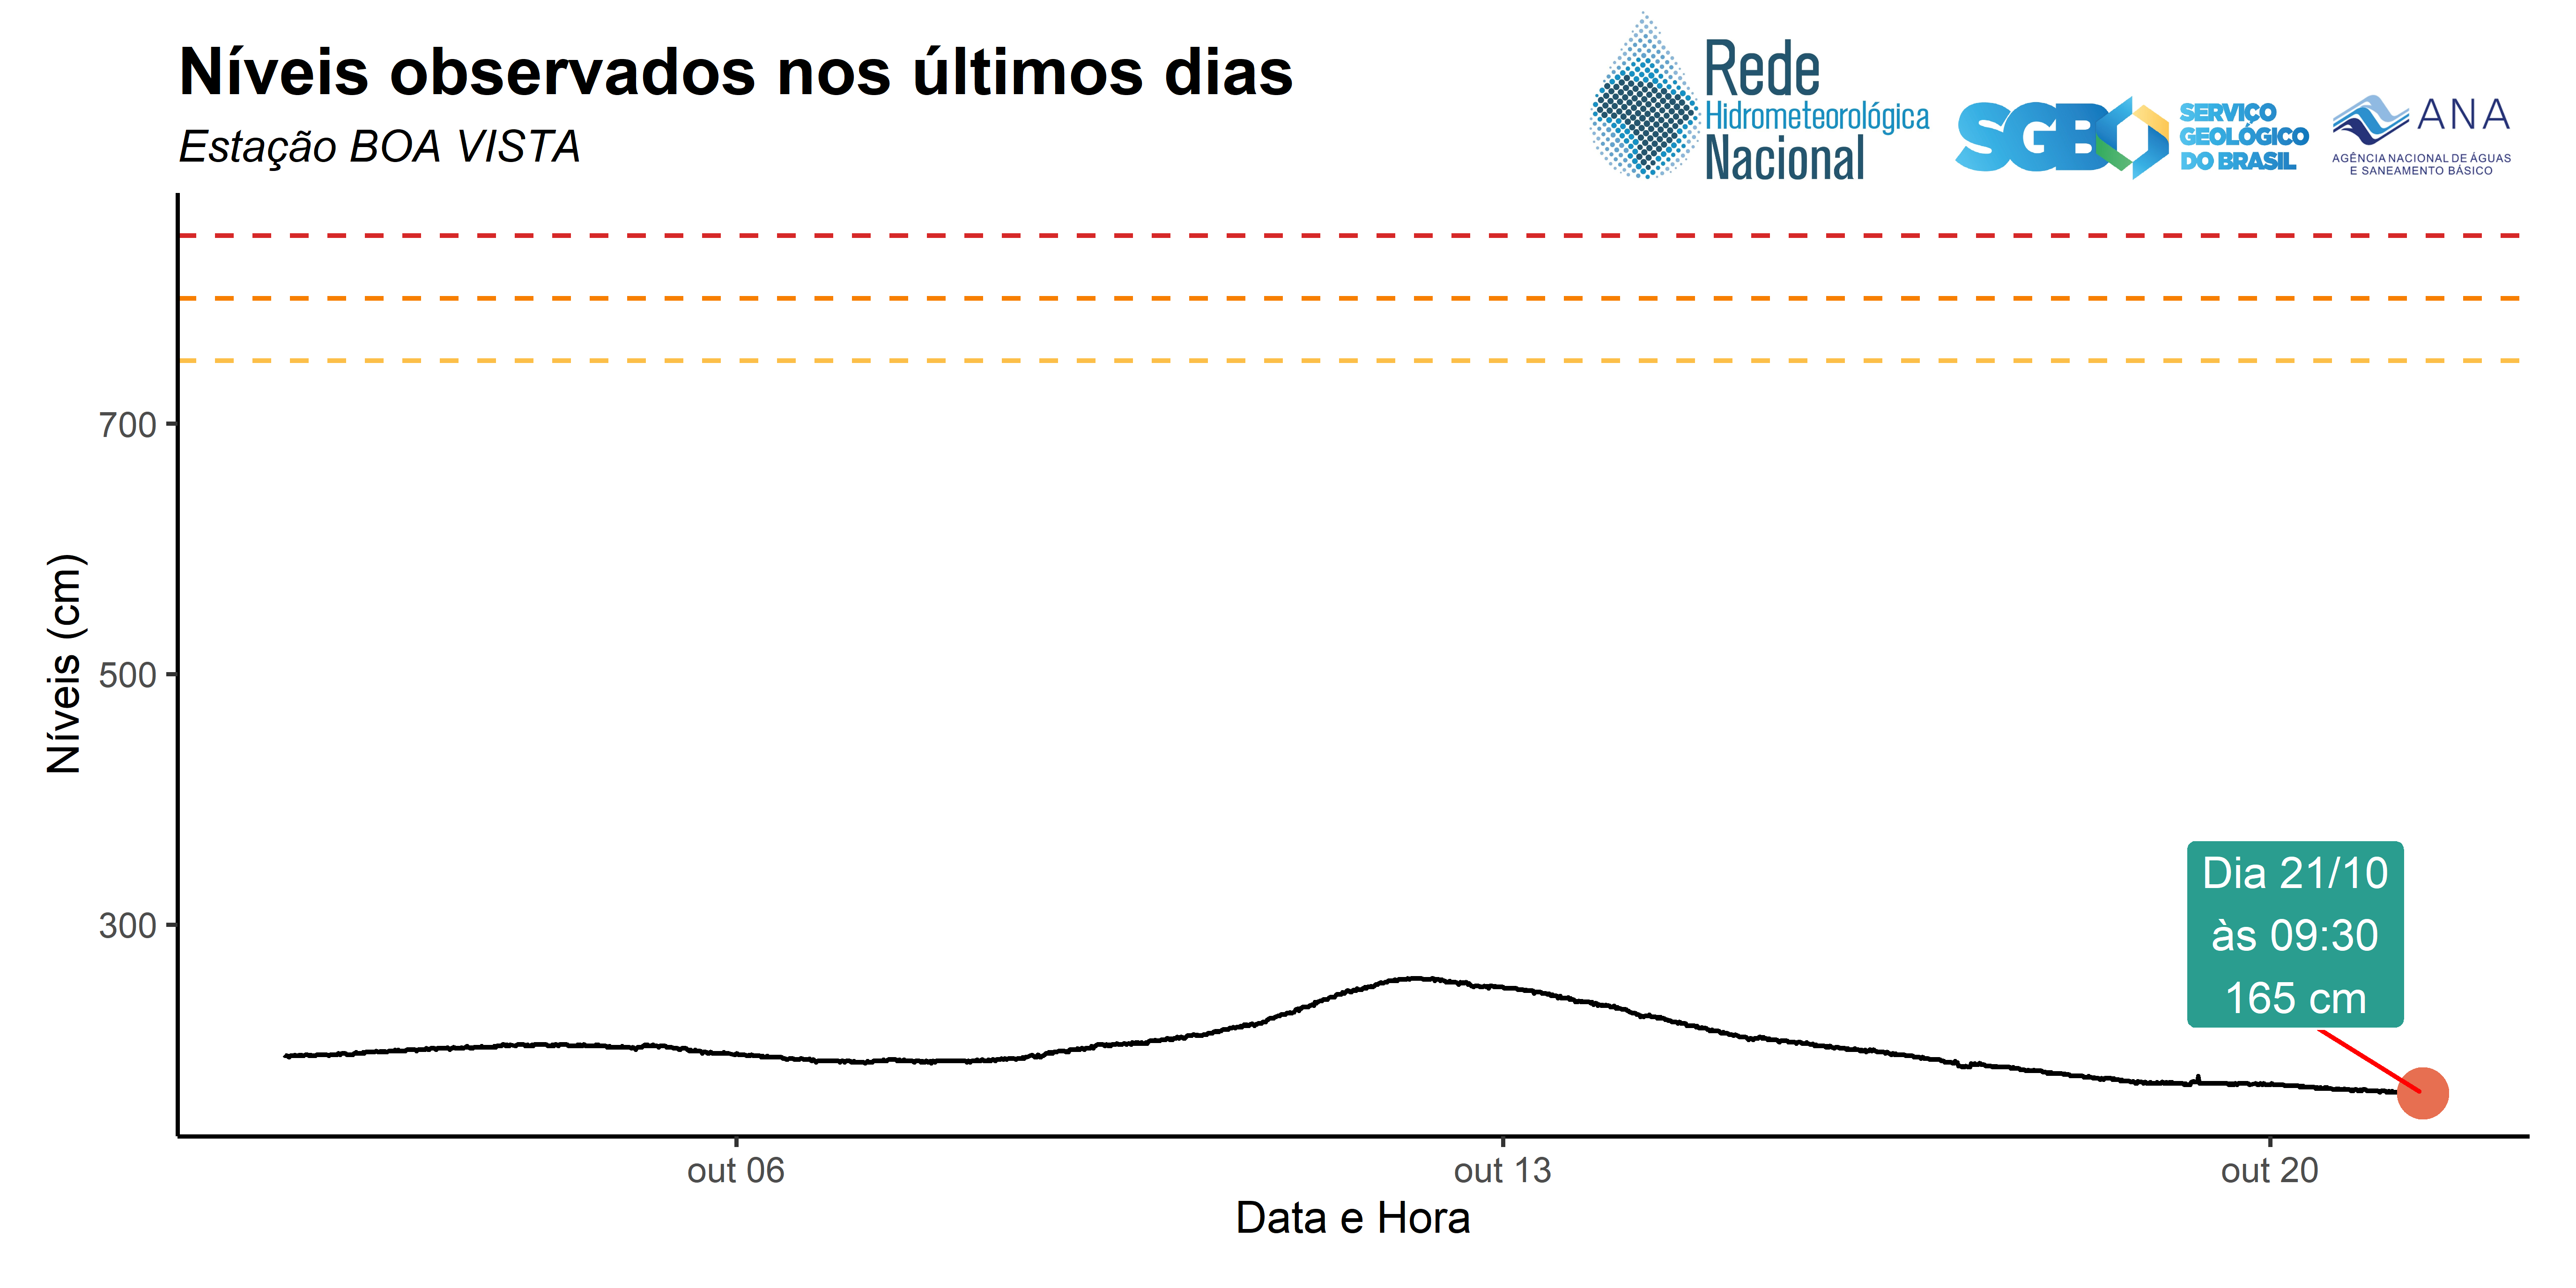 Níveis observados nos últimos dias
Estação BOA VISTA
Rede
Hidrometeorológica
Nacional
SGB
SERVIÇO
GEOLÓGICO
DO BRASIL
ANA
AGÊNCIA NACIONAL DE ÁGUAS
E SANEAMENTO BÁSICO
Níveis (cm)
700
500
300
Dia 21/10
às 09:30
165 cm
out 06
out 13
out 20
Data e Hora